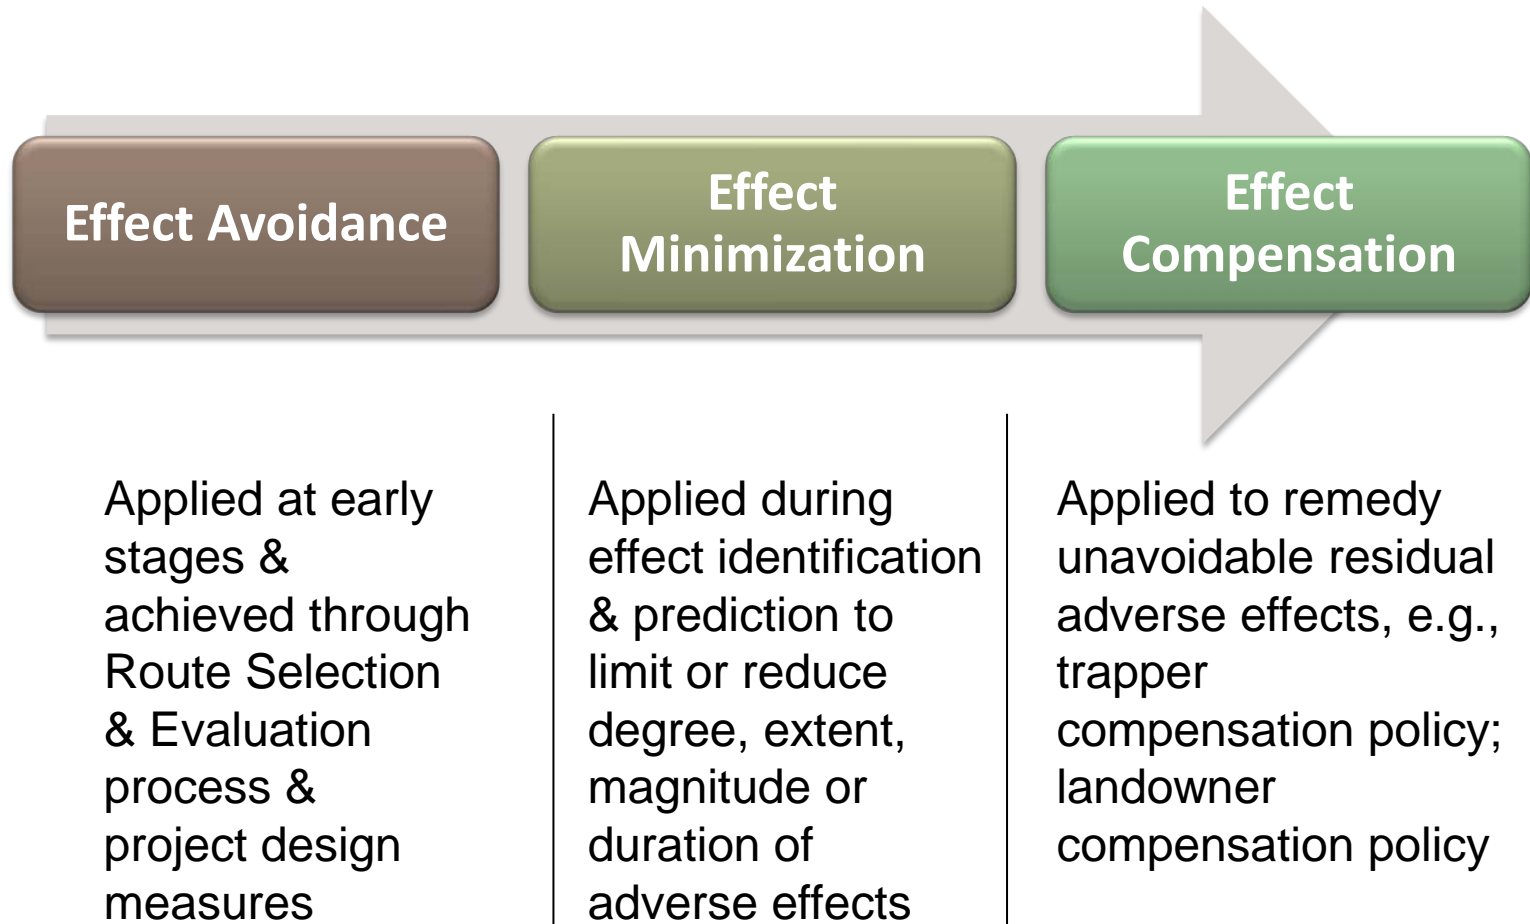 Effect Avoidance
Effect
Minimization
Effect
Compensation
Applied at early
stages &
achieved through
Route Selection
& Evaluation
process &
project design
measures
Applied during
effect identification
& prediction to
limit or reduce
degree, extent,
magnitude or
duration of
adverse effects
Applied to remedy
unavoidable residual
adverse effects, e.g.,
trapper
compensation policy;
landowner
compensation policy